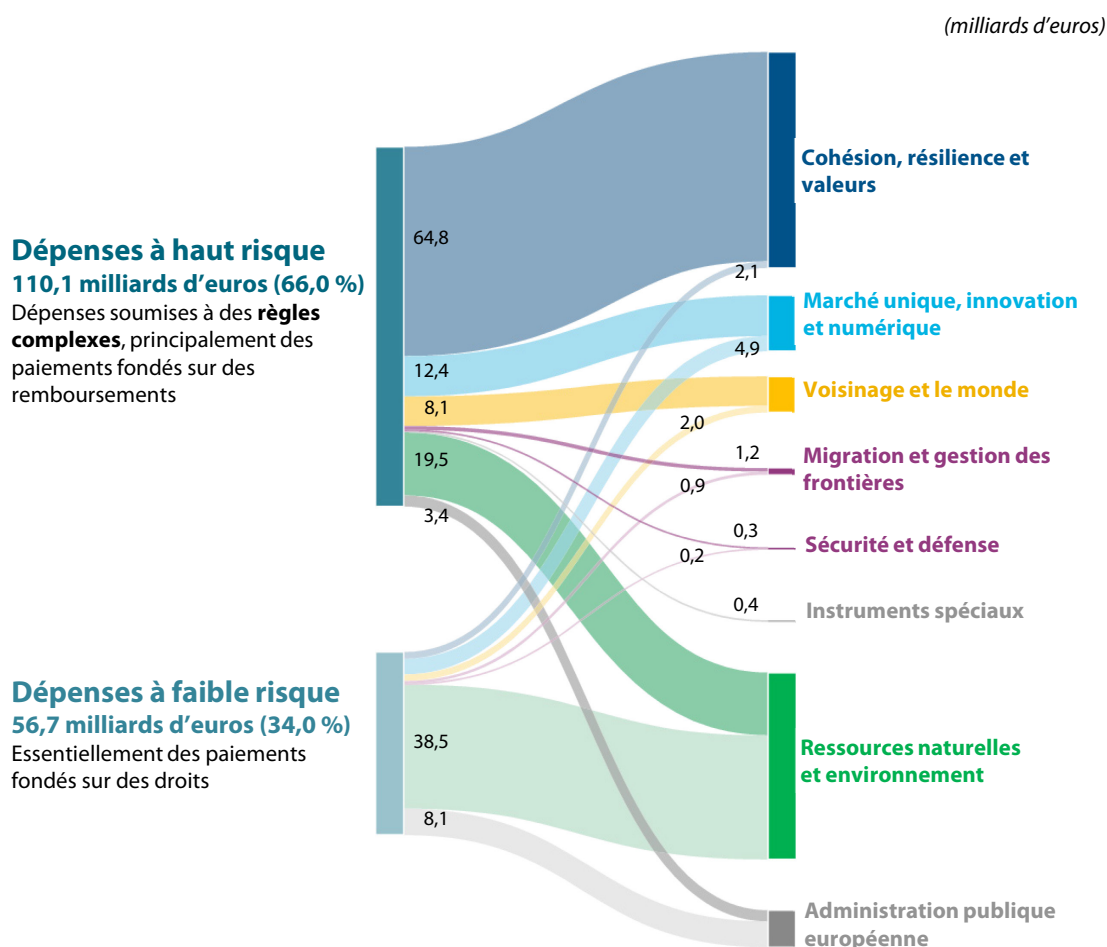 (milliards d’euros)
Cohésion, résilience et
valeurs
64,8
Dépenses à haut risque
110,1 milliards d’euros (66,0 %)
Dépenses soumises à des règles
complexes, principalement des
paiements fondés sur des
remboursements
2,1
Marché unique, innovation
et numérique
4,9
12,4
8,1
Voisinage et le monde
2,0
19,5
1,2
Migration et gestion des
frontières
0,9
3,4
0,3
Sécurité et défense
0,2
0,4
Instruments spéciaux
Dépenses à faible risque
56,7 milliards d’euros (34,0 %)
Essentiellement des paiements
fondés sur des droits
38,5
Ressources naturelles
et environnement
8,1
Administration publique
européenne